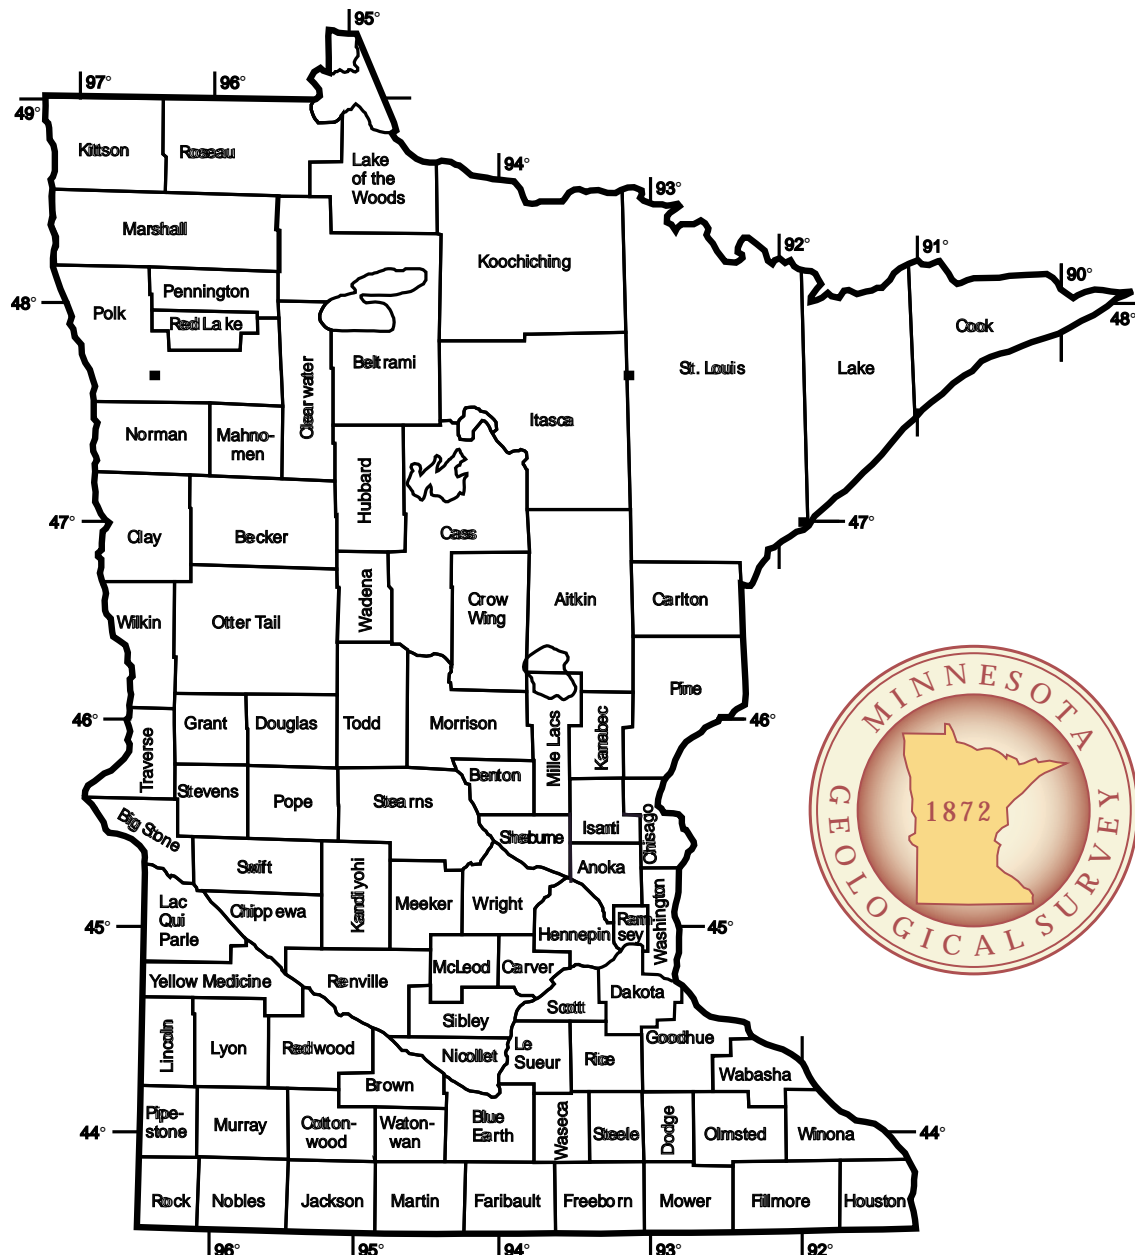 95°
97°
96°
49°
Kittson
Roseau
Lake
of the
Woods
94°
93°
Marshall
Koochiching
92°
91°
90°
48°
Pennington
Polk
Red Lake
48°
Cook
Beltrami
St. Louis
Lake
Clearwater
Itasca
Norman
Mahno-
men
Hubbard
47°
Clay
Becker
Cass
47°
Wadena
Crow
Wing
Aitkin
Carlton
Wilkin
Otter Tail
Pine
46°
Grant
Douglas
Todd
Morrison
46°
Traverse
Mille Lacs
Kanabec
Stevens
Pope
Stearns
Benton
Big Stone
Sherburne
Isanti
Chisago
Swift
Kandiyohi
Anoka
Lac
Qui
Parle
Chippewa
Meeker
Wright
Washington
45°
Hennepin
Ram-
sey
45°
Yellow Medicine
Renville
McLeod
Carver
Dakota
Scott
Sibley
Lincoln
Lyon
Redwood
Nicollet
Le
Sueur
Rice
Goodhue
Brown
Wabasha
Pipe-
stone
Murray
Cotton-
wood
Waton-
wan
Blue
Earth
Waseca
Steele
Dodge
Olmsted
Winona
44°
44°
Rock
Nobles
Jackson
Martin
Faribault
Freeborn
Mower
Fillmore
Houston
96°
95°
94°
93°
92°
MINNESOTA
1872
GEOLOGICAL SURVEY